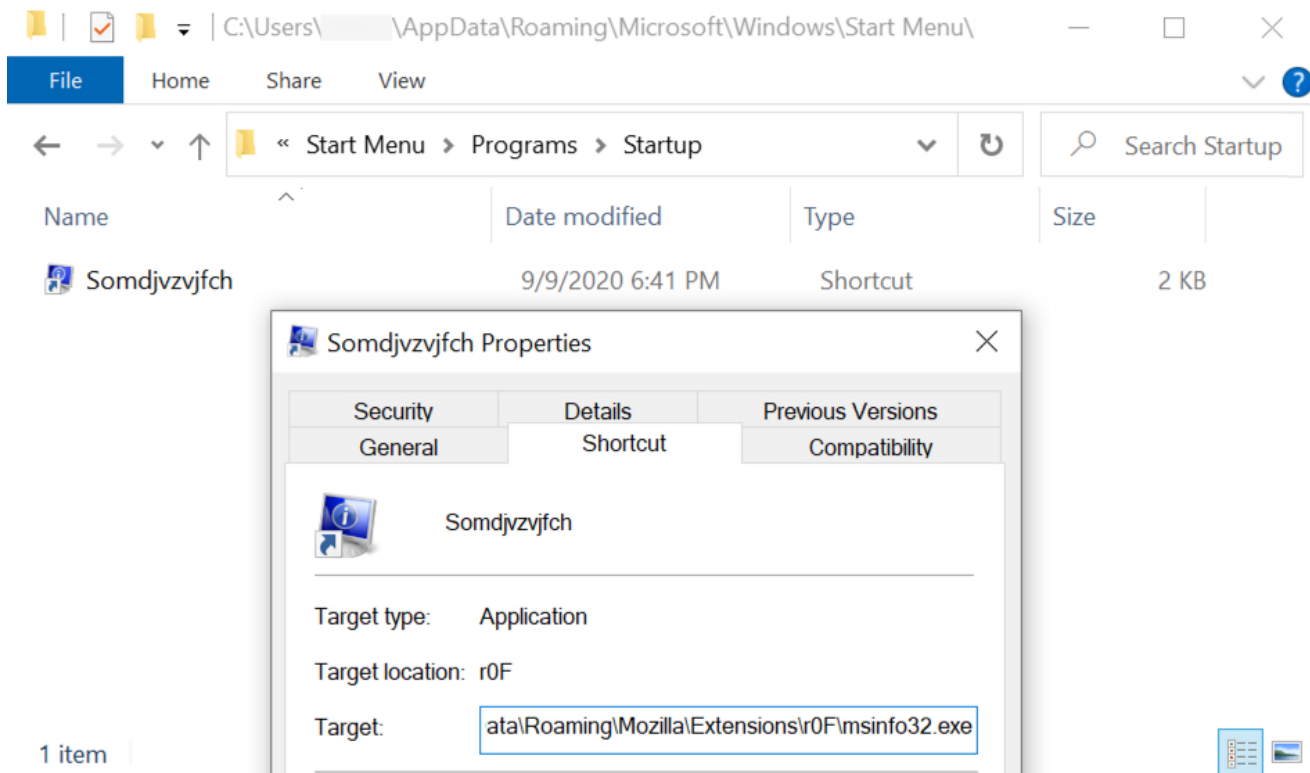 C:\Users\ \AppData\Roaming\Microsoft\Windows\Start Menu\
File Home Share View ?
« Start Menu > Programs > Startup Search Startup
Name Date modified Type Size
Somdjvzvjfch 9/9/2020 6:41 PM Shortcut 2 KB
Somdjvzvjfch Properties
Security Details Previous Versions
General Shortcut Compatibility
Somdjvzvjfch
Target type: Application
Target location: r0F
Target: ata\Roaming\Mozilla\Extensions\r0F\msinfo32.exe
1 item